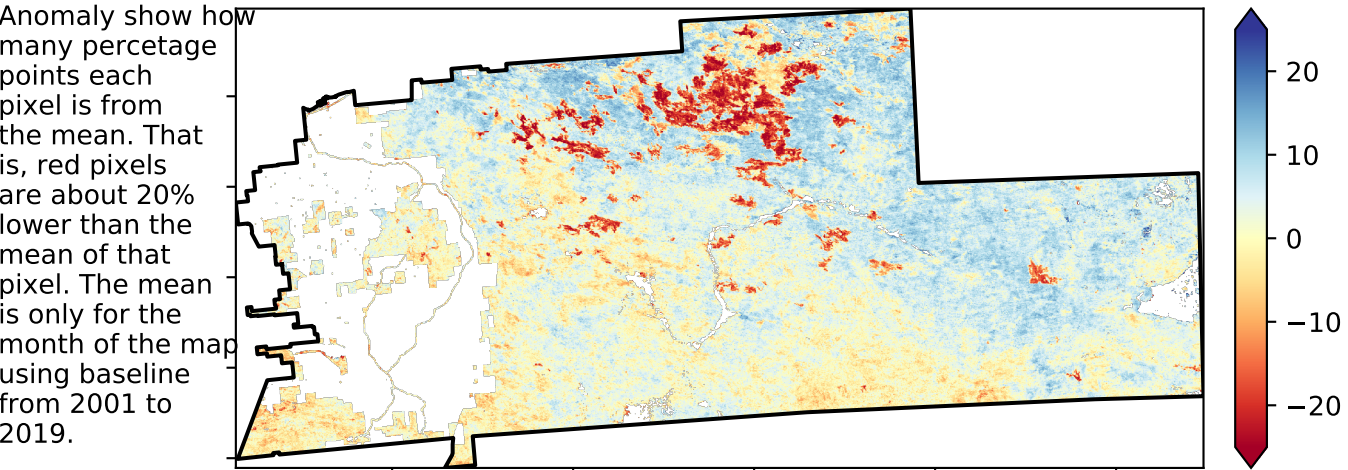 Anomaly show how
many percetage
points each
pixel is from
the mean. That
is, red pixels
are about 20%
lower than the
mean of that
pixel. The mean
is only for the
month of the map
using baseline
from 2001 to
2019.
20
10
0
−10
−20